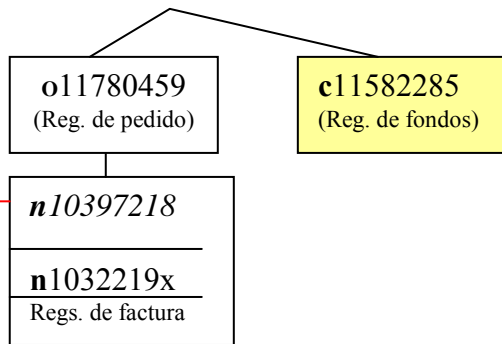 o11780459
(Reg. de pedido)
c11582285
(Reg. de fondos)
n10397218
n1032219x
Regs. de factura